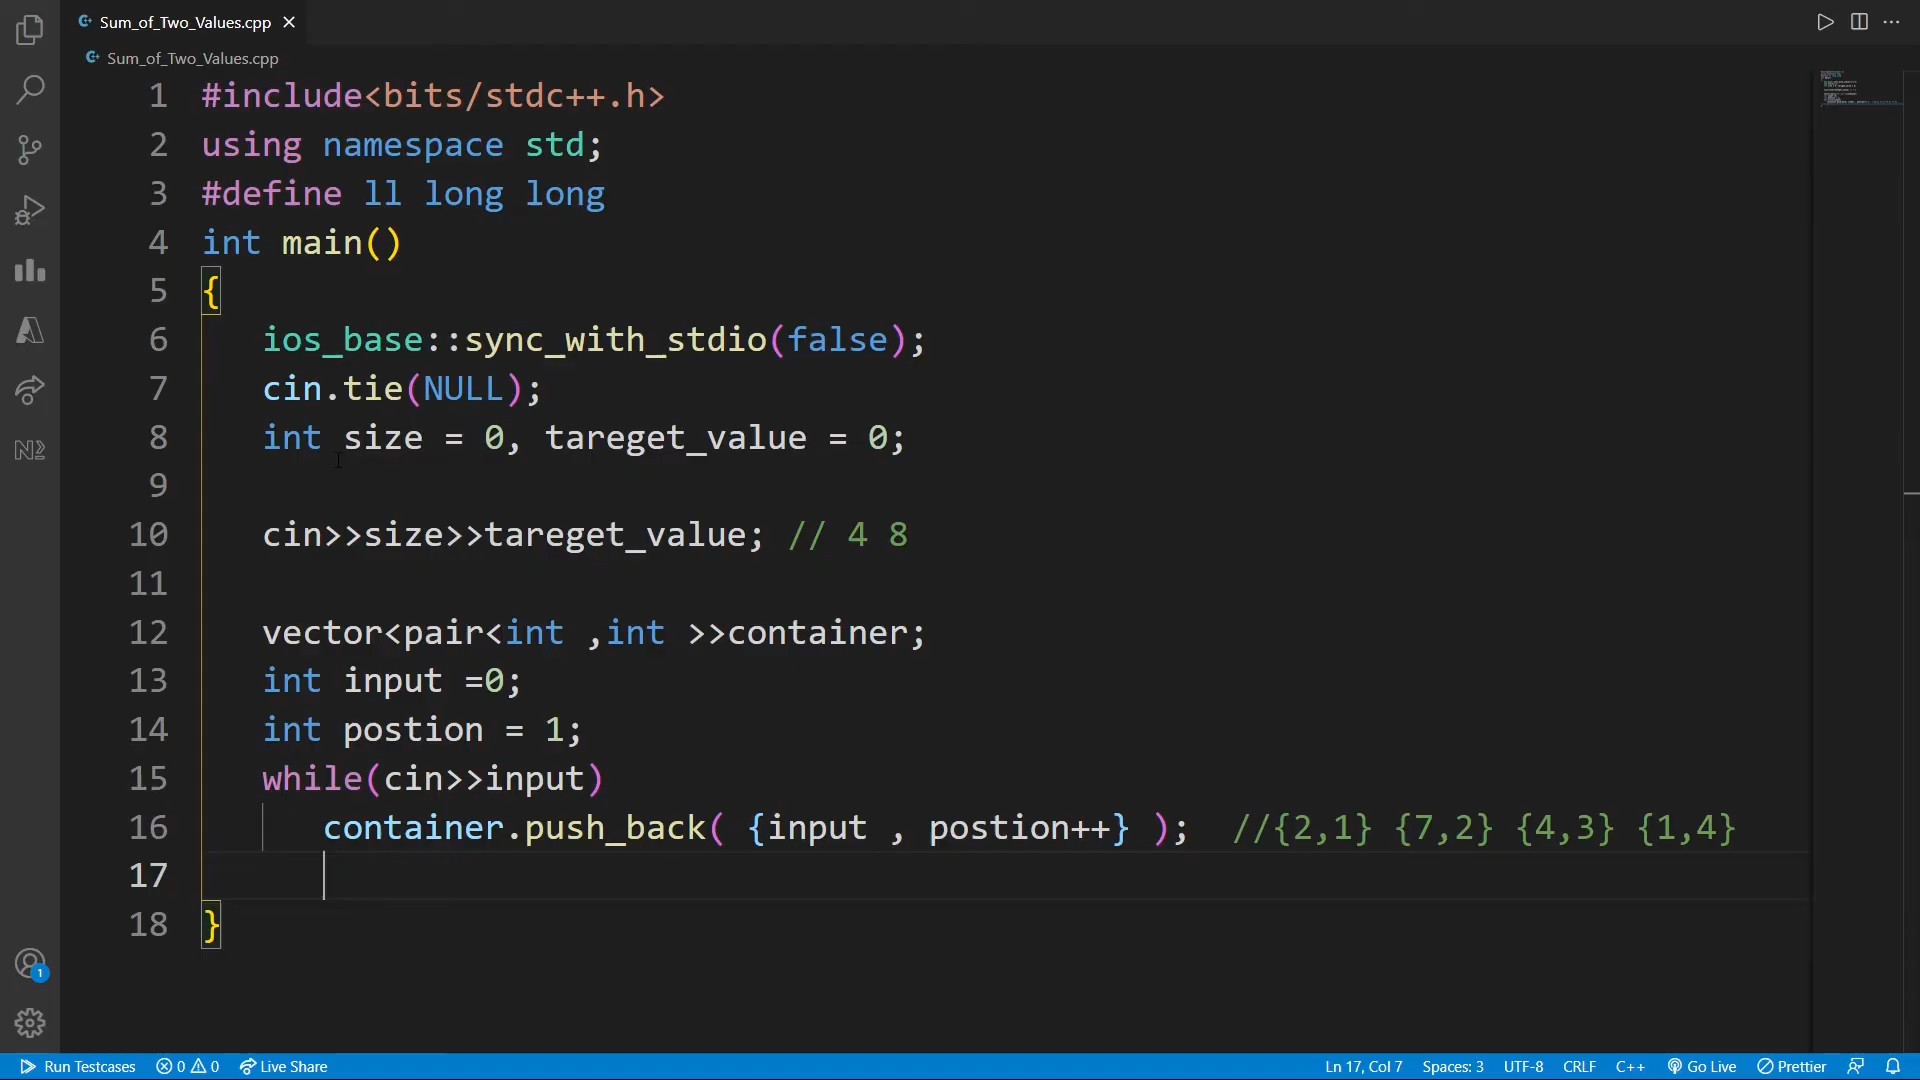 Sum_of_Two_Values.cpp
Sum_of_Two_Values.cpp
1 #include<bits/stdc++.h>
2 using namespace std;
3 #define ll long long
4 int main()
5 {
6 ios_base::sync_with_stdio(false);
7 cin.tie(NULL);
8 int size = 0, tareget_value = 0;
9
10 cin>>size>>tareget_value; // 4 8
11
12 vector<pair<int ,int >>container;
13 int input =0;
14 int postion = 1;
15 while(cin>>input)
16 container.push_back( {input , postion++} ); //{2,1} {7,2} {4,3} {1,4}
17
18 }
1
Run Testcases 0 0 Live Share Ln 17, Col 7 Spaces: 3 UTF-8 CRLF C++ Go Live Prettier